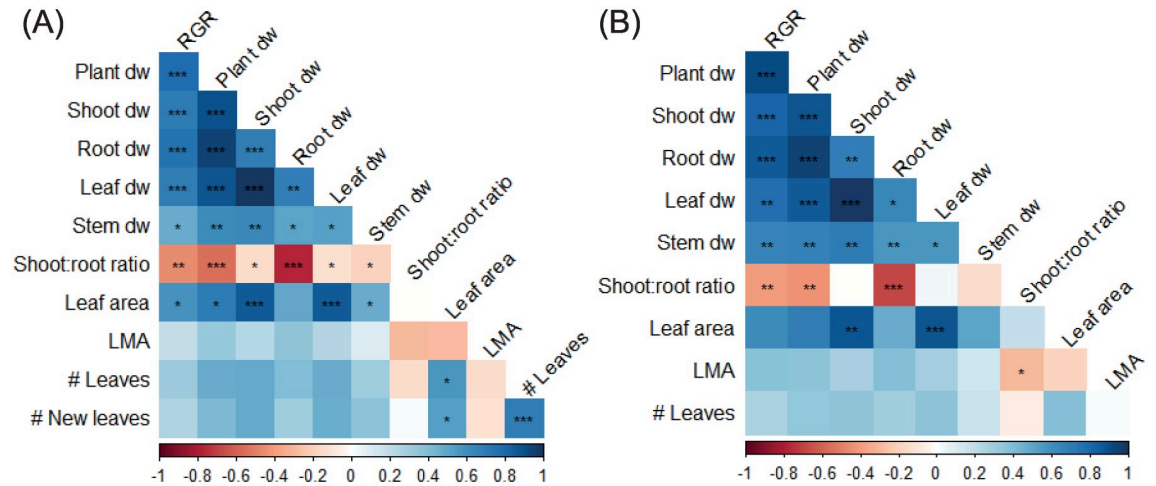 (A)
RGR
Plant dw
Shoot dw
Root dw
Leaf dw
Stem dw
Shoot:root ratio
Leaf area
LMA
# Leaves
Plant dw ***
Shoot dw *** ***
Root dw *** *** ***
Leaf dw *** *** *** **
Stem dw * ** ** * *
Shoot:root ratio ** *** * *** * *
Leaf area * * *** *** *
LMA
# Leaves *
# New leaves * ***
-1 -0.8 -0.6 -0.4 -0.2 0 0.2 0.4 0.6 0.8 1
(B)
RGR
Plant dw
Shoot dw
Root dw
Leaf dw
Stem dw
Shoot:root ratio
Leaf area
LMA
Plant dw ***
Shoot dw *** ***
Root dw *** *** **
Leaf dw ** *** *** *
Stem dw ** ** ** ** *
Shoot:root ratio ** ** ***
Leaf area ** ***
LMA *
# Leaves
-1 -0.8 -0.6 -0.4 -0.2 0 0.2 0.4 0.6 0.8 1